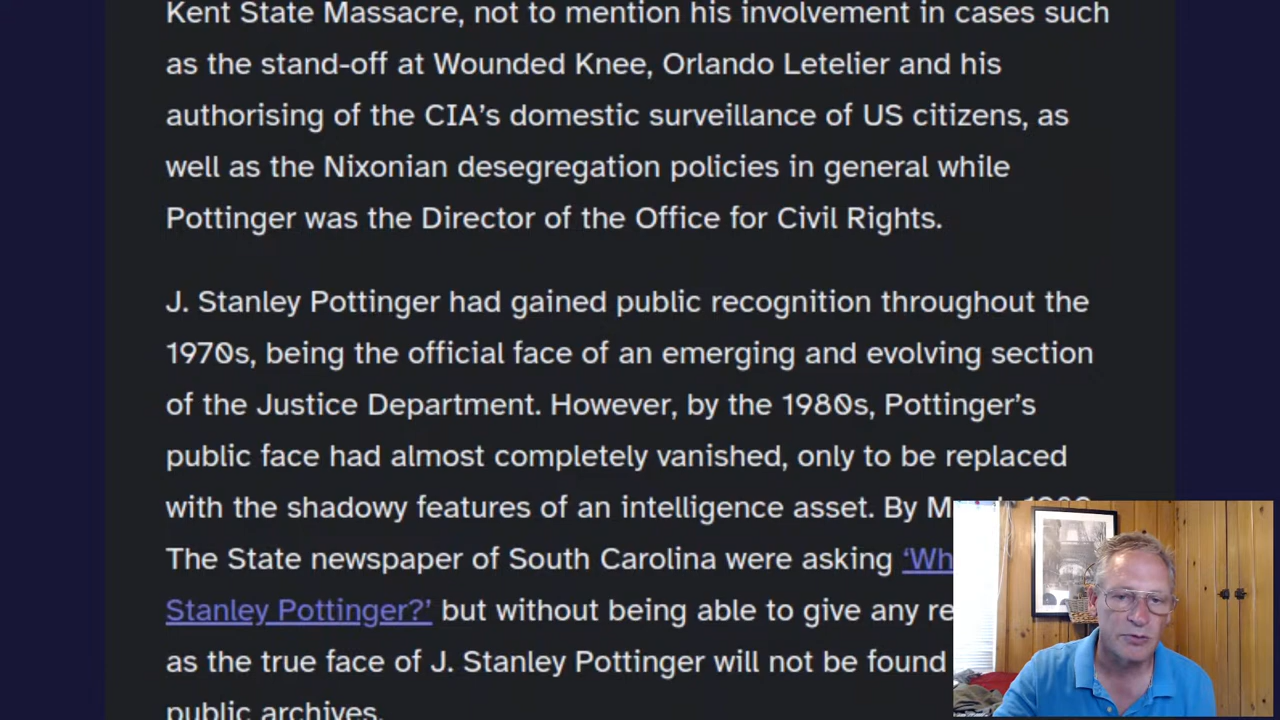 Kent State Massacre, not to mention his involvement in cases such
as the stand-off at Wounded Knee, Orlando Letelier and his
authorising of the CIA’s domestic surveillance of US citizens, as
well as the Nixonian desegregation policies in general while
Pottinger was the Director of the Office for Civil Rights.
J. Stanley Pottinger had gained public recognition throughout the
1970s, being the official face of an emerging and evolving section
of the Justice Department. However, by the 1980s, Pottinger’s
public face had almost completely vanished, only to be replaced
with the shadowy features of an intelligence asset. By
The State newspaper of South Carolina were asking
Stanley Pottinger?’ but without being able to give any
as the true face of J. Stanley Pottinger will not be found
public archives.